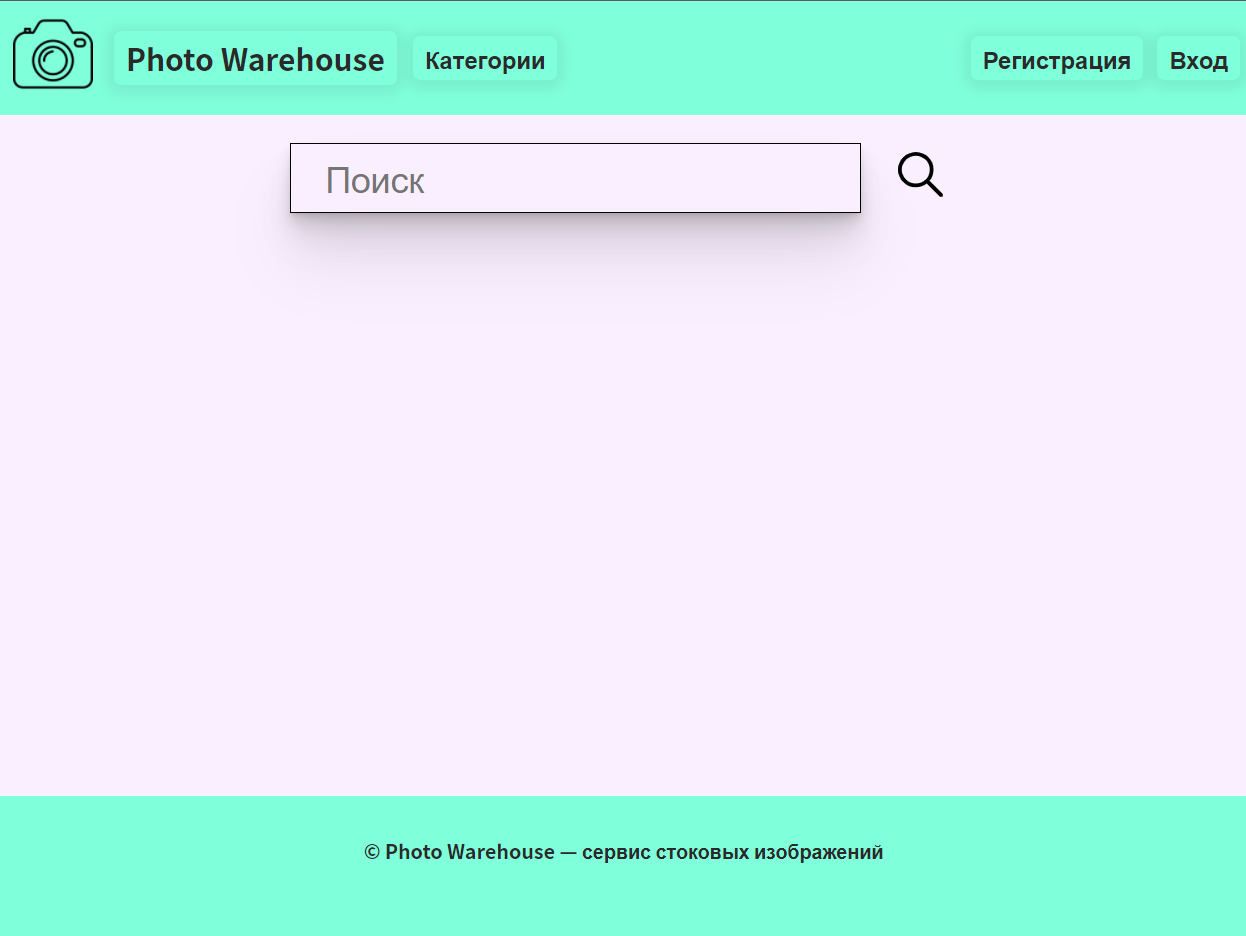 Photo Warehouse
Категории
Регистрация
Вход
Поиск
© Photo Warehouse — сервис стоковых изображений